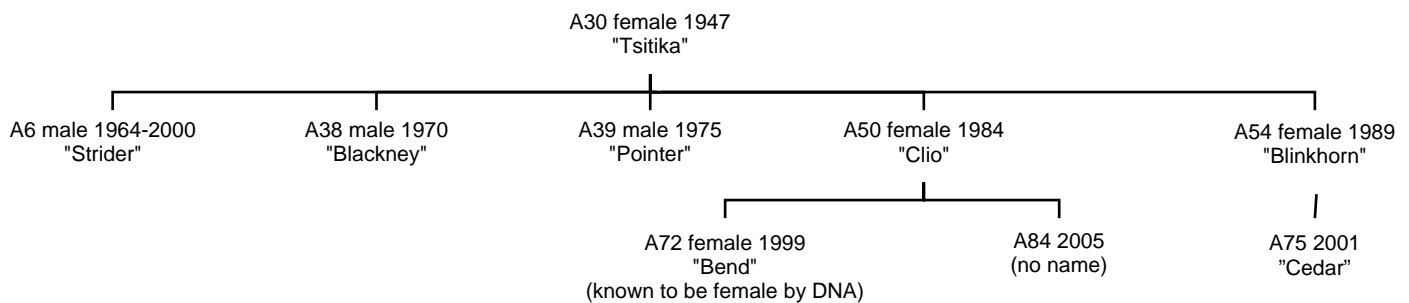 A30 female 1947
"Tsitika"
A6 male 1964-2000
"Strider"
A38 male 1970
"Blackney"
A39 male 1975
"Pointer"
A50 female 1984
"Clio"
A54 female 1989
"Blinkhorn"
A72 female 1999
"Bend"
(known to be female by DNA)
A84 2005
(no name)
A75 2001
”Cedar”